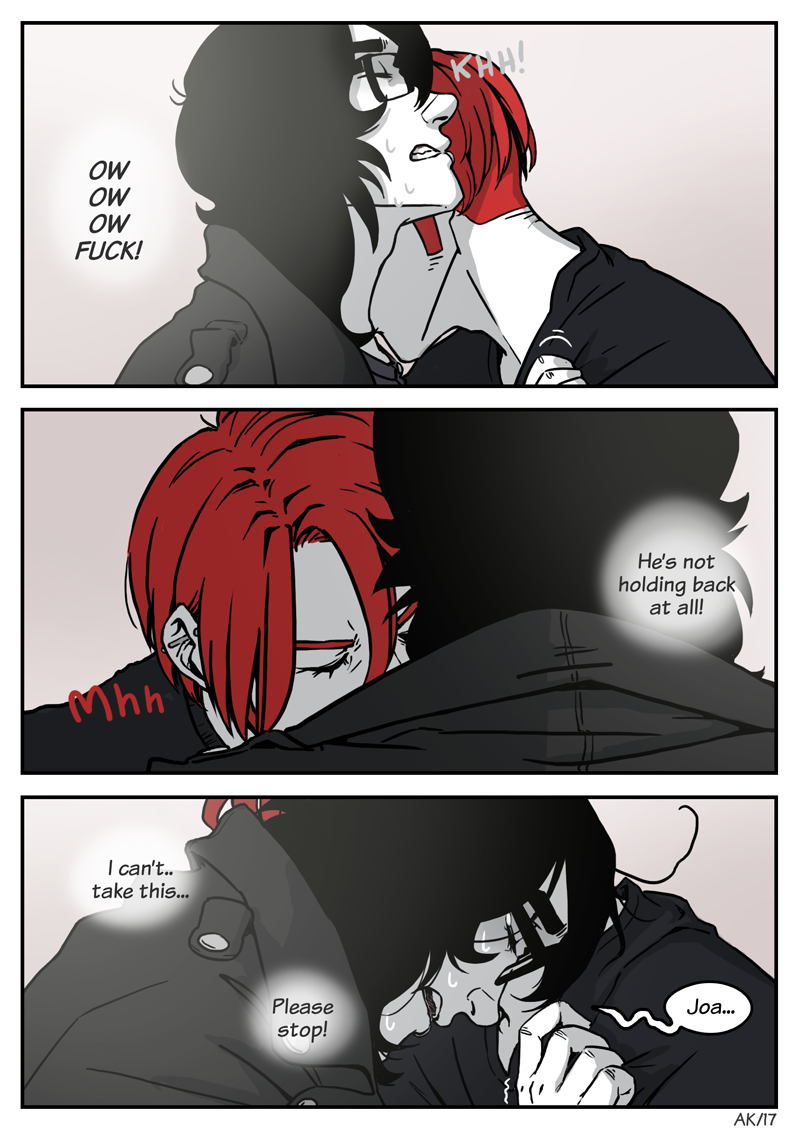 KHH!
OW
OW
OW
FUCK!
He's not
holding back
at all!
Mhh
I can't..
take this...
Please
stop!
Joa...
AK/17